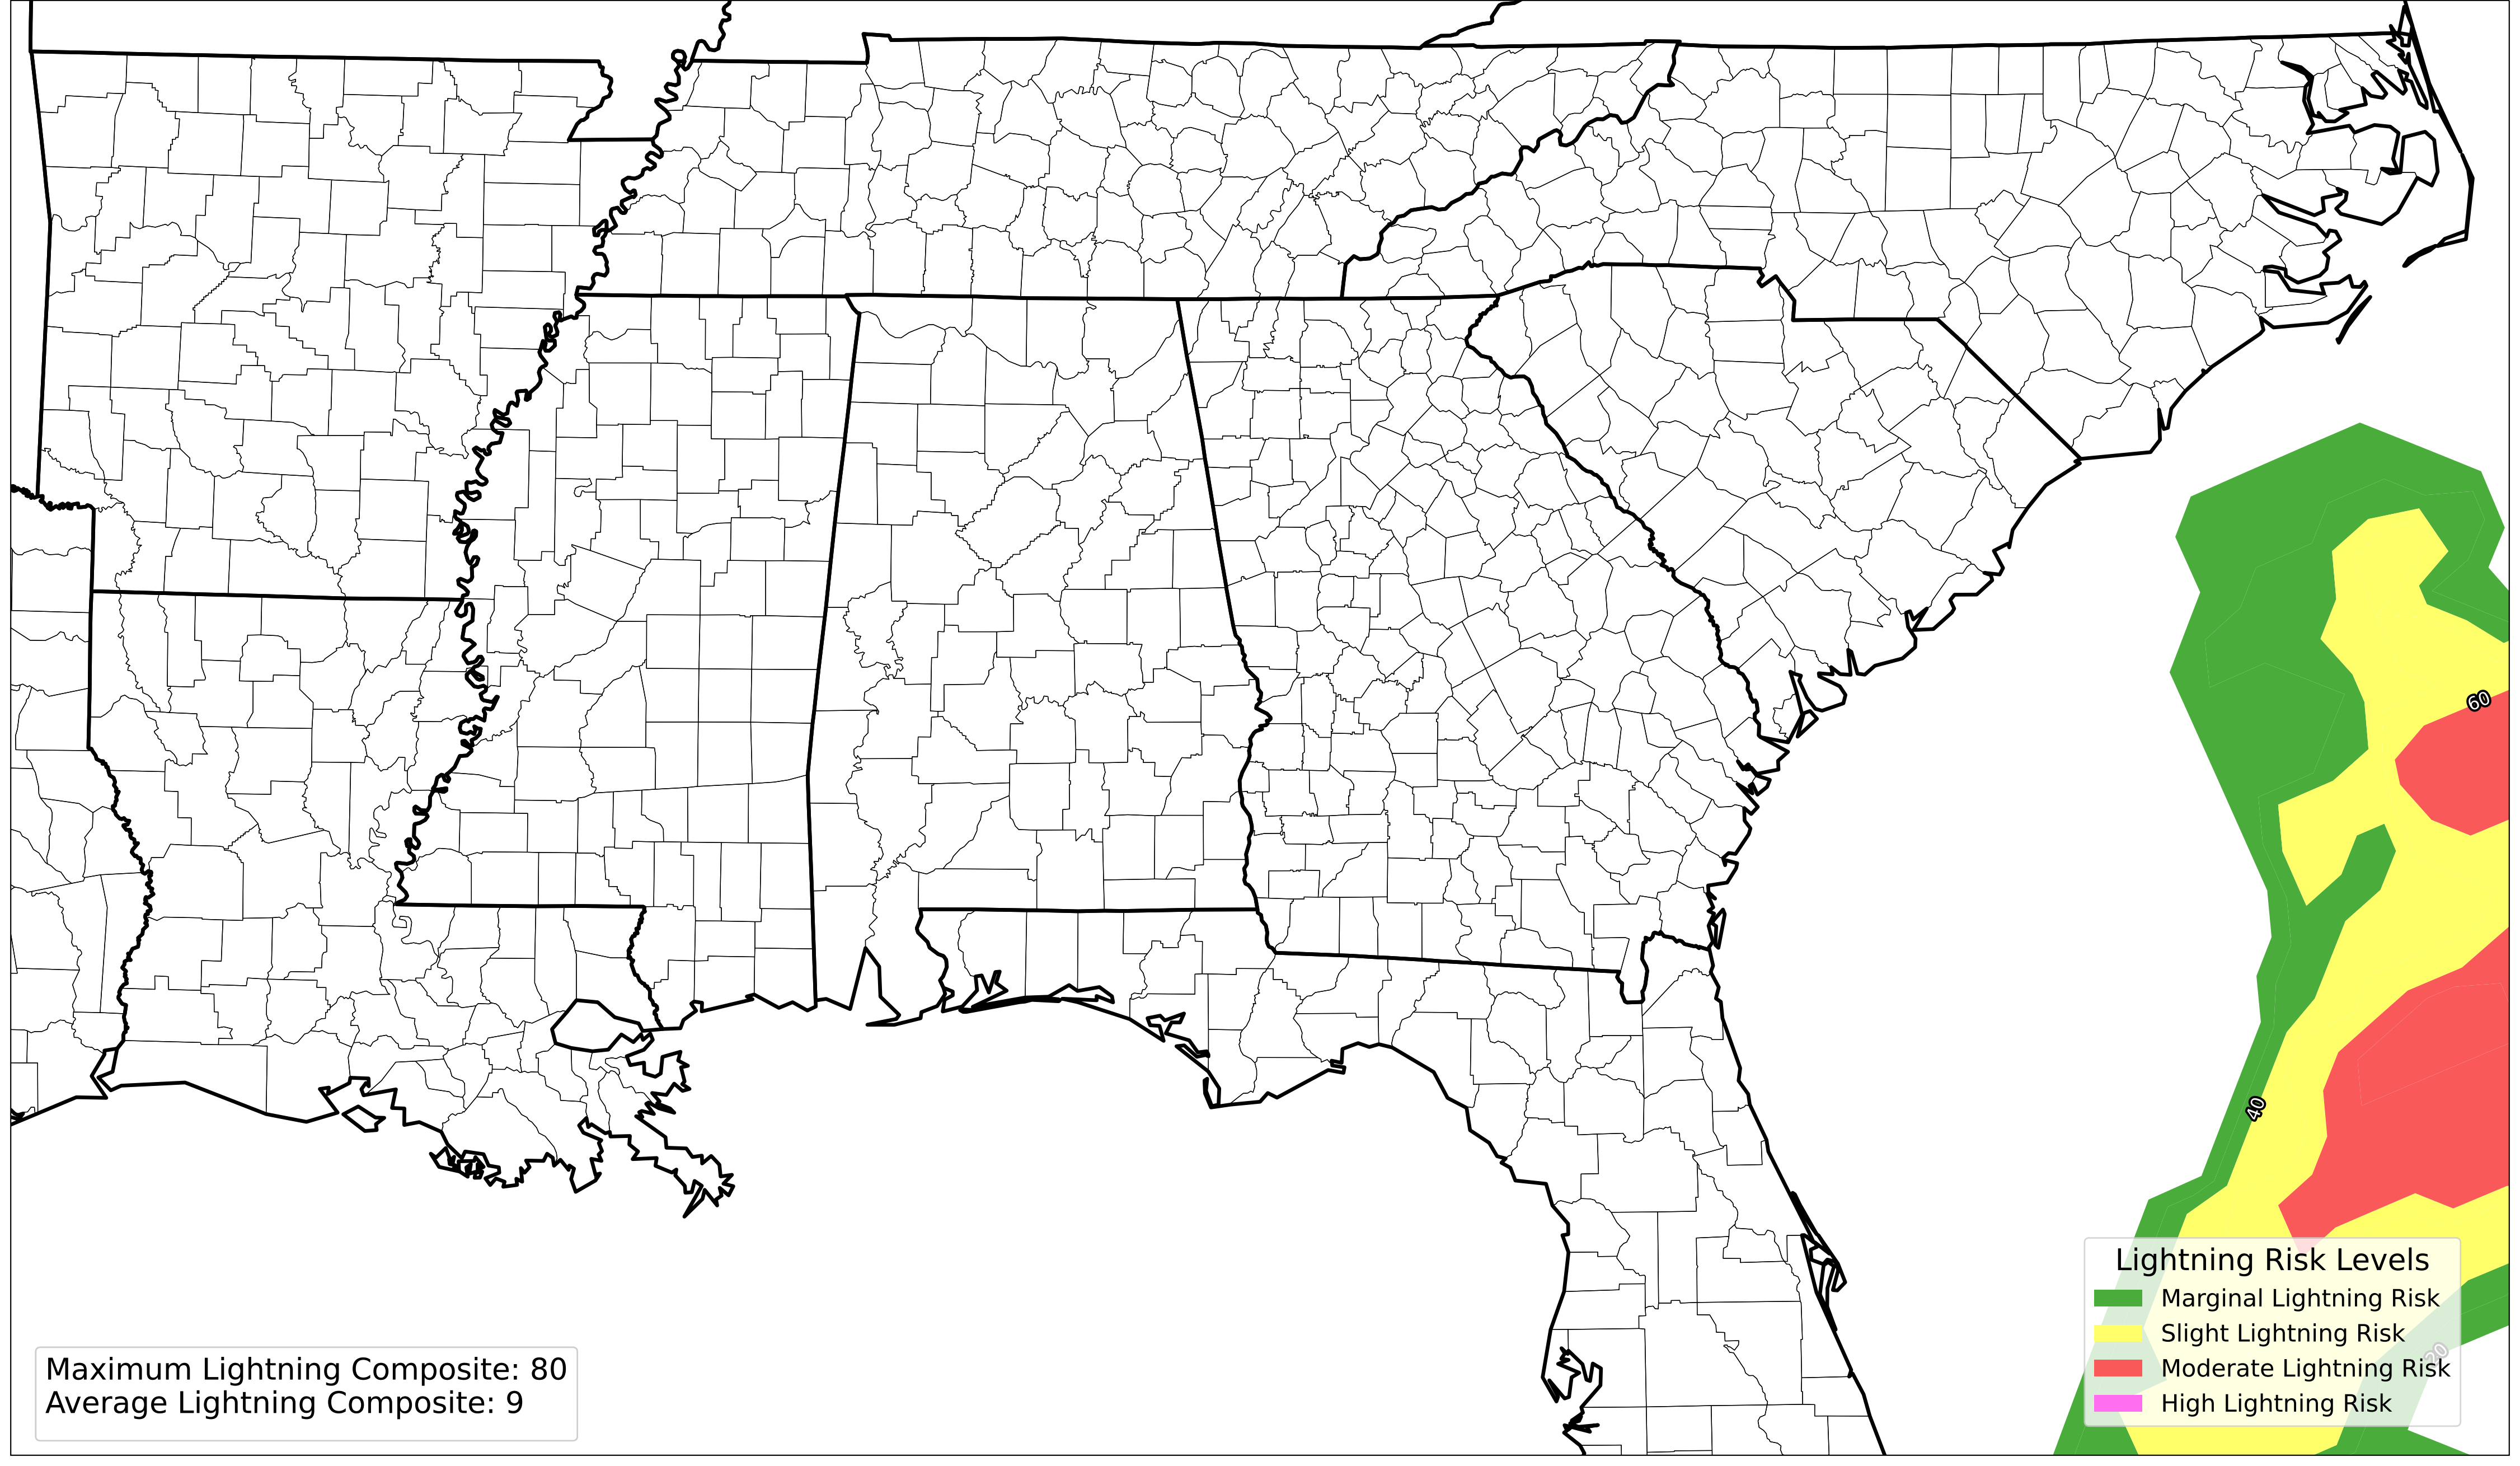 60
40
20
Lightning Risk Levels
Marginal Lightning Risk
Slight Lightning Risk
Moderate Lightning Risk
High Lightning Risk
Maximum Lightning Composite: 80
Average Lightning Composite: 9